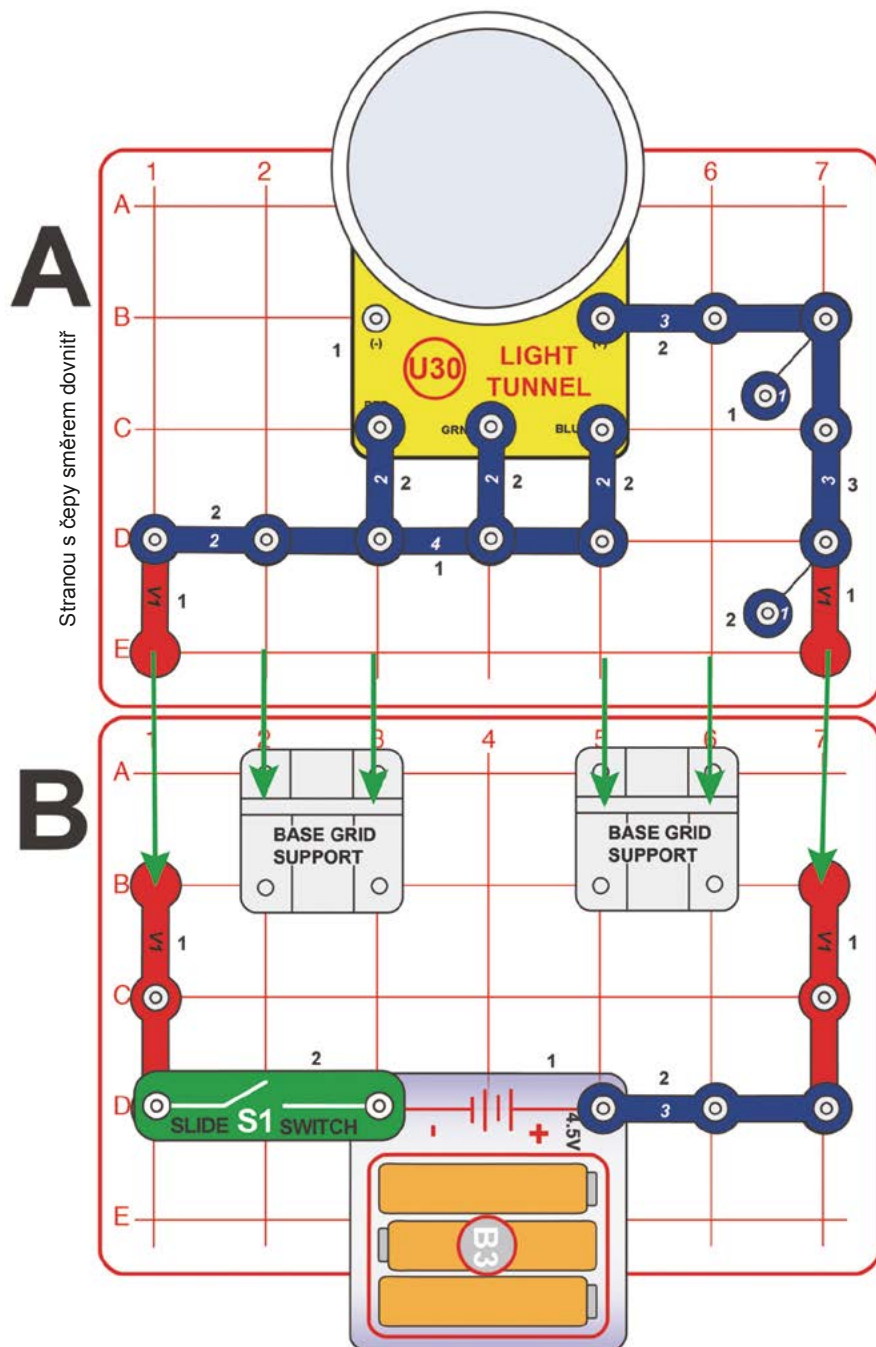 A
Stranou s čepy směrem dovnitř
1 2 6 7
A
B
C
D
E
1
(-)
U30
LIGHT
TUNNEL
3
2
1
1
GRN
BLU
2
2
2
2
2
2
2
2
4
1
3
3
V1
1
2
1
V1
1
B
2 3 4 5 6 7
A
B
C
D
E
BASE GRID
SUPPORT
BASE GRID
SUPPORT
V1
1
V1
1
2
SLIDE S1 SWITCH
1
-
+
4.5V
2
3
B3